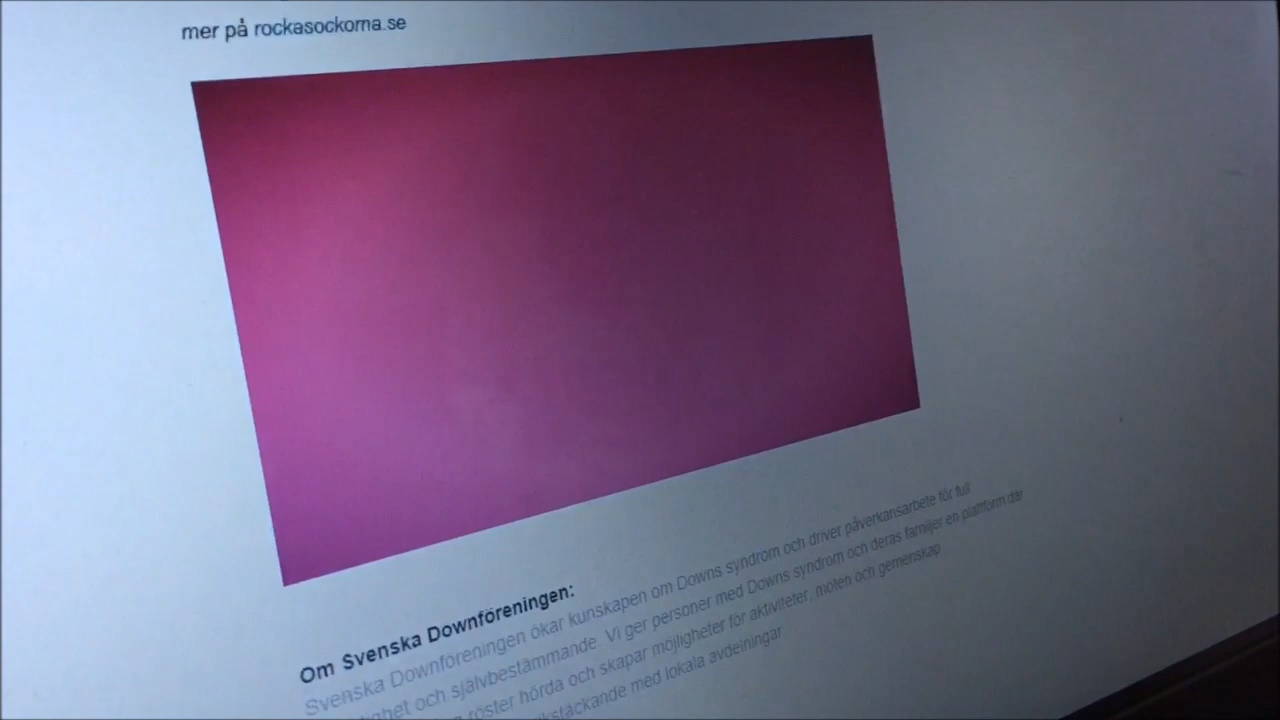 mer på rockasockorna.se
Om Svenska Downföreningen:
Svenska Downföreningen ökar kunskapen om Downs syndrom och driver påverkansarbete för full
och självbestämmande. Vi ger personer med Downs syndrom och deras familjer en plattform där
röster hörda och skapar möjligheter för aktiviteter, möten och gemenskap
med lokala avdelningar